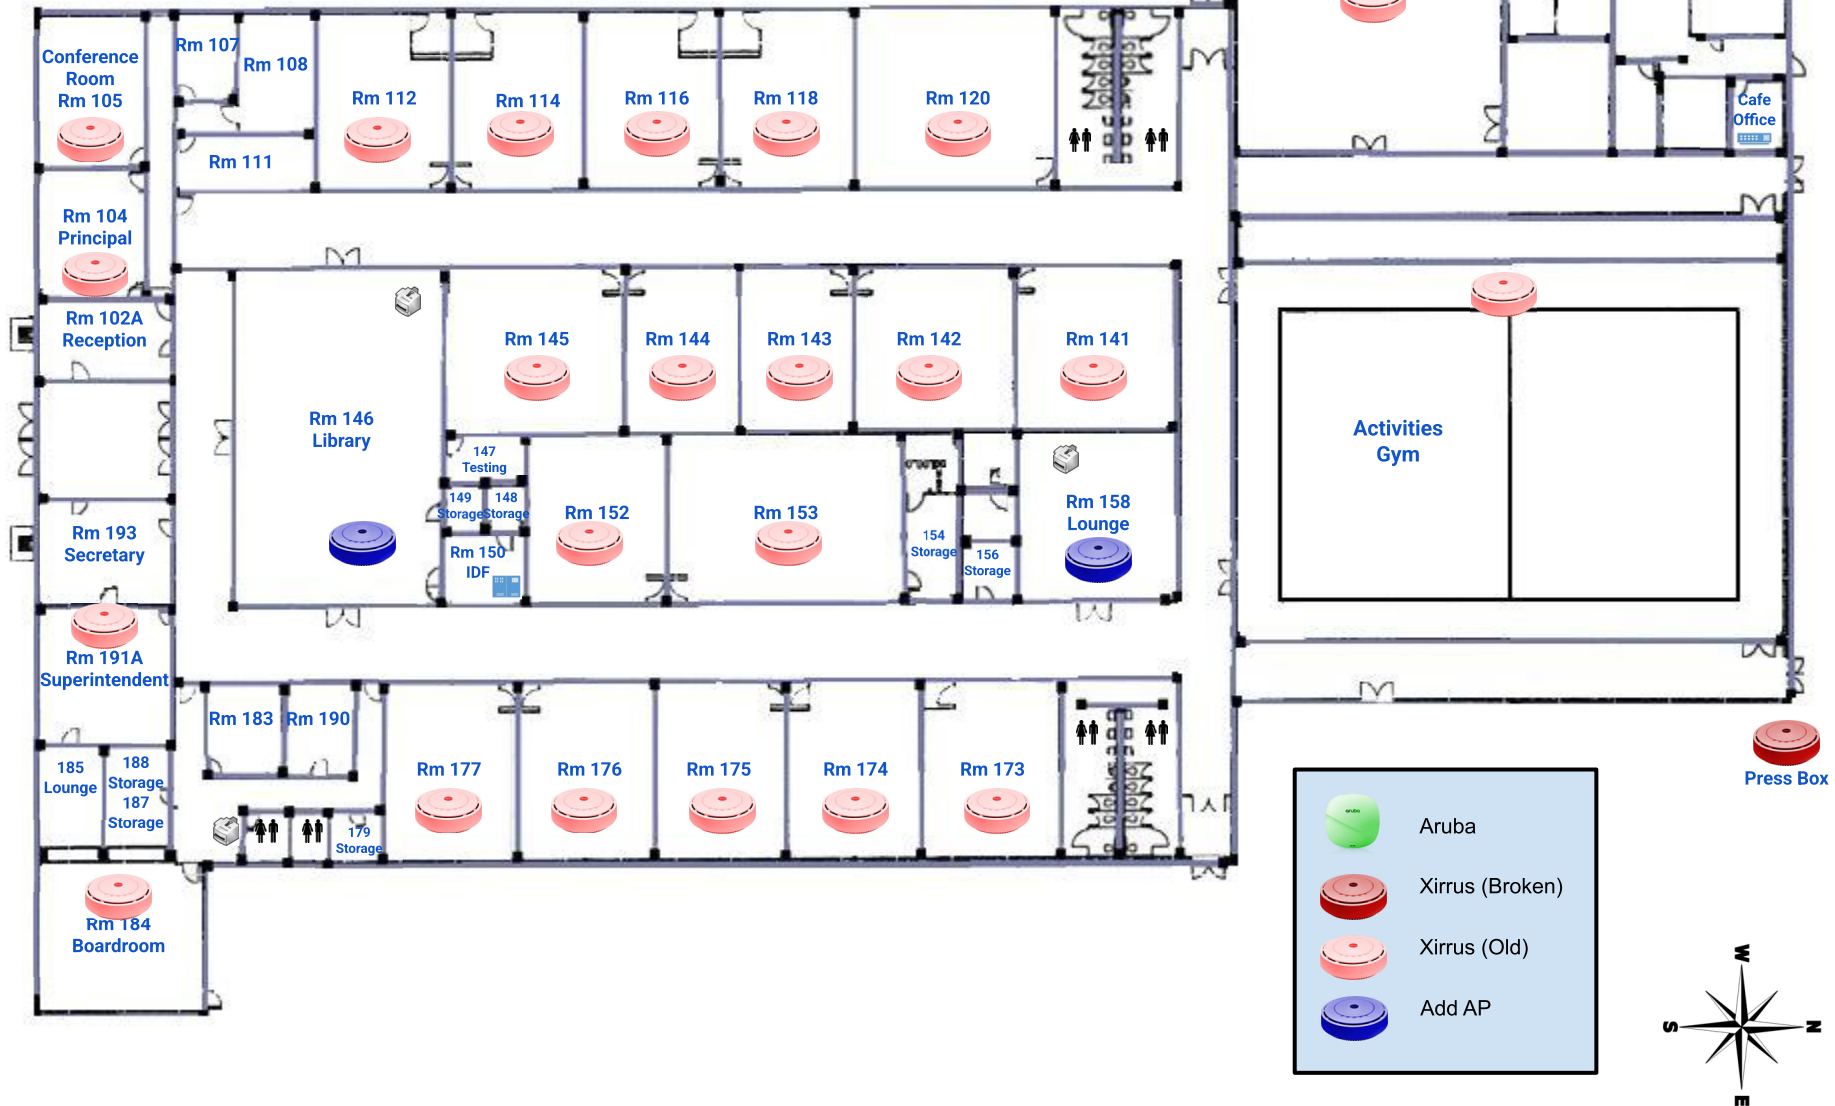 Conference
Room
Rm 105
Rm 107
Rm 108
Rm 111
Rm 112
Rm 114
Rm 116
Rm 118
Rm 120
Cafe
Office
Rm 104
Principal
Rm 102A
Reception
Rm 145
Rm 144
Rm 143
Rm 142
Rm 141
Rm 146
Library
Activities
Gym
147
Testing
149
Storage
148
Storage
Rm 150
IDF
Rm 152
Rm 153
154
Storage
156
Storage
Rm 158
Lounge
Rm 193
Secretary
Rm 191A
Superintendent
Rm 183
Rm 190
185
Lounge
188
Storage
187
Storage
Rm 177
Rm 176
Rm 175
Rm 174
Rm 173
179
Storage
Press Box
Rm 184
Boardroom
aruba
Aruba
Xirrus (Broken)
Xirrus (Old)
Add AP
W
S
N
E